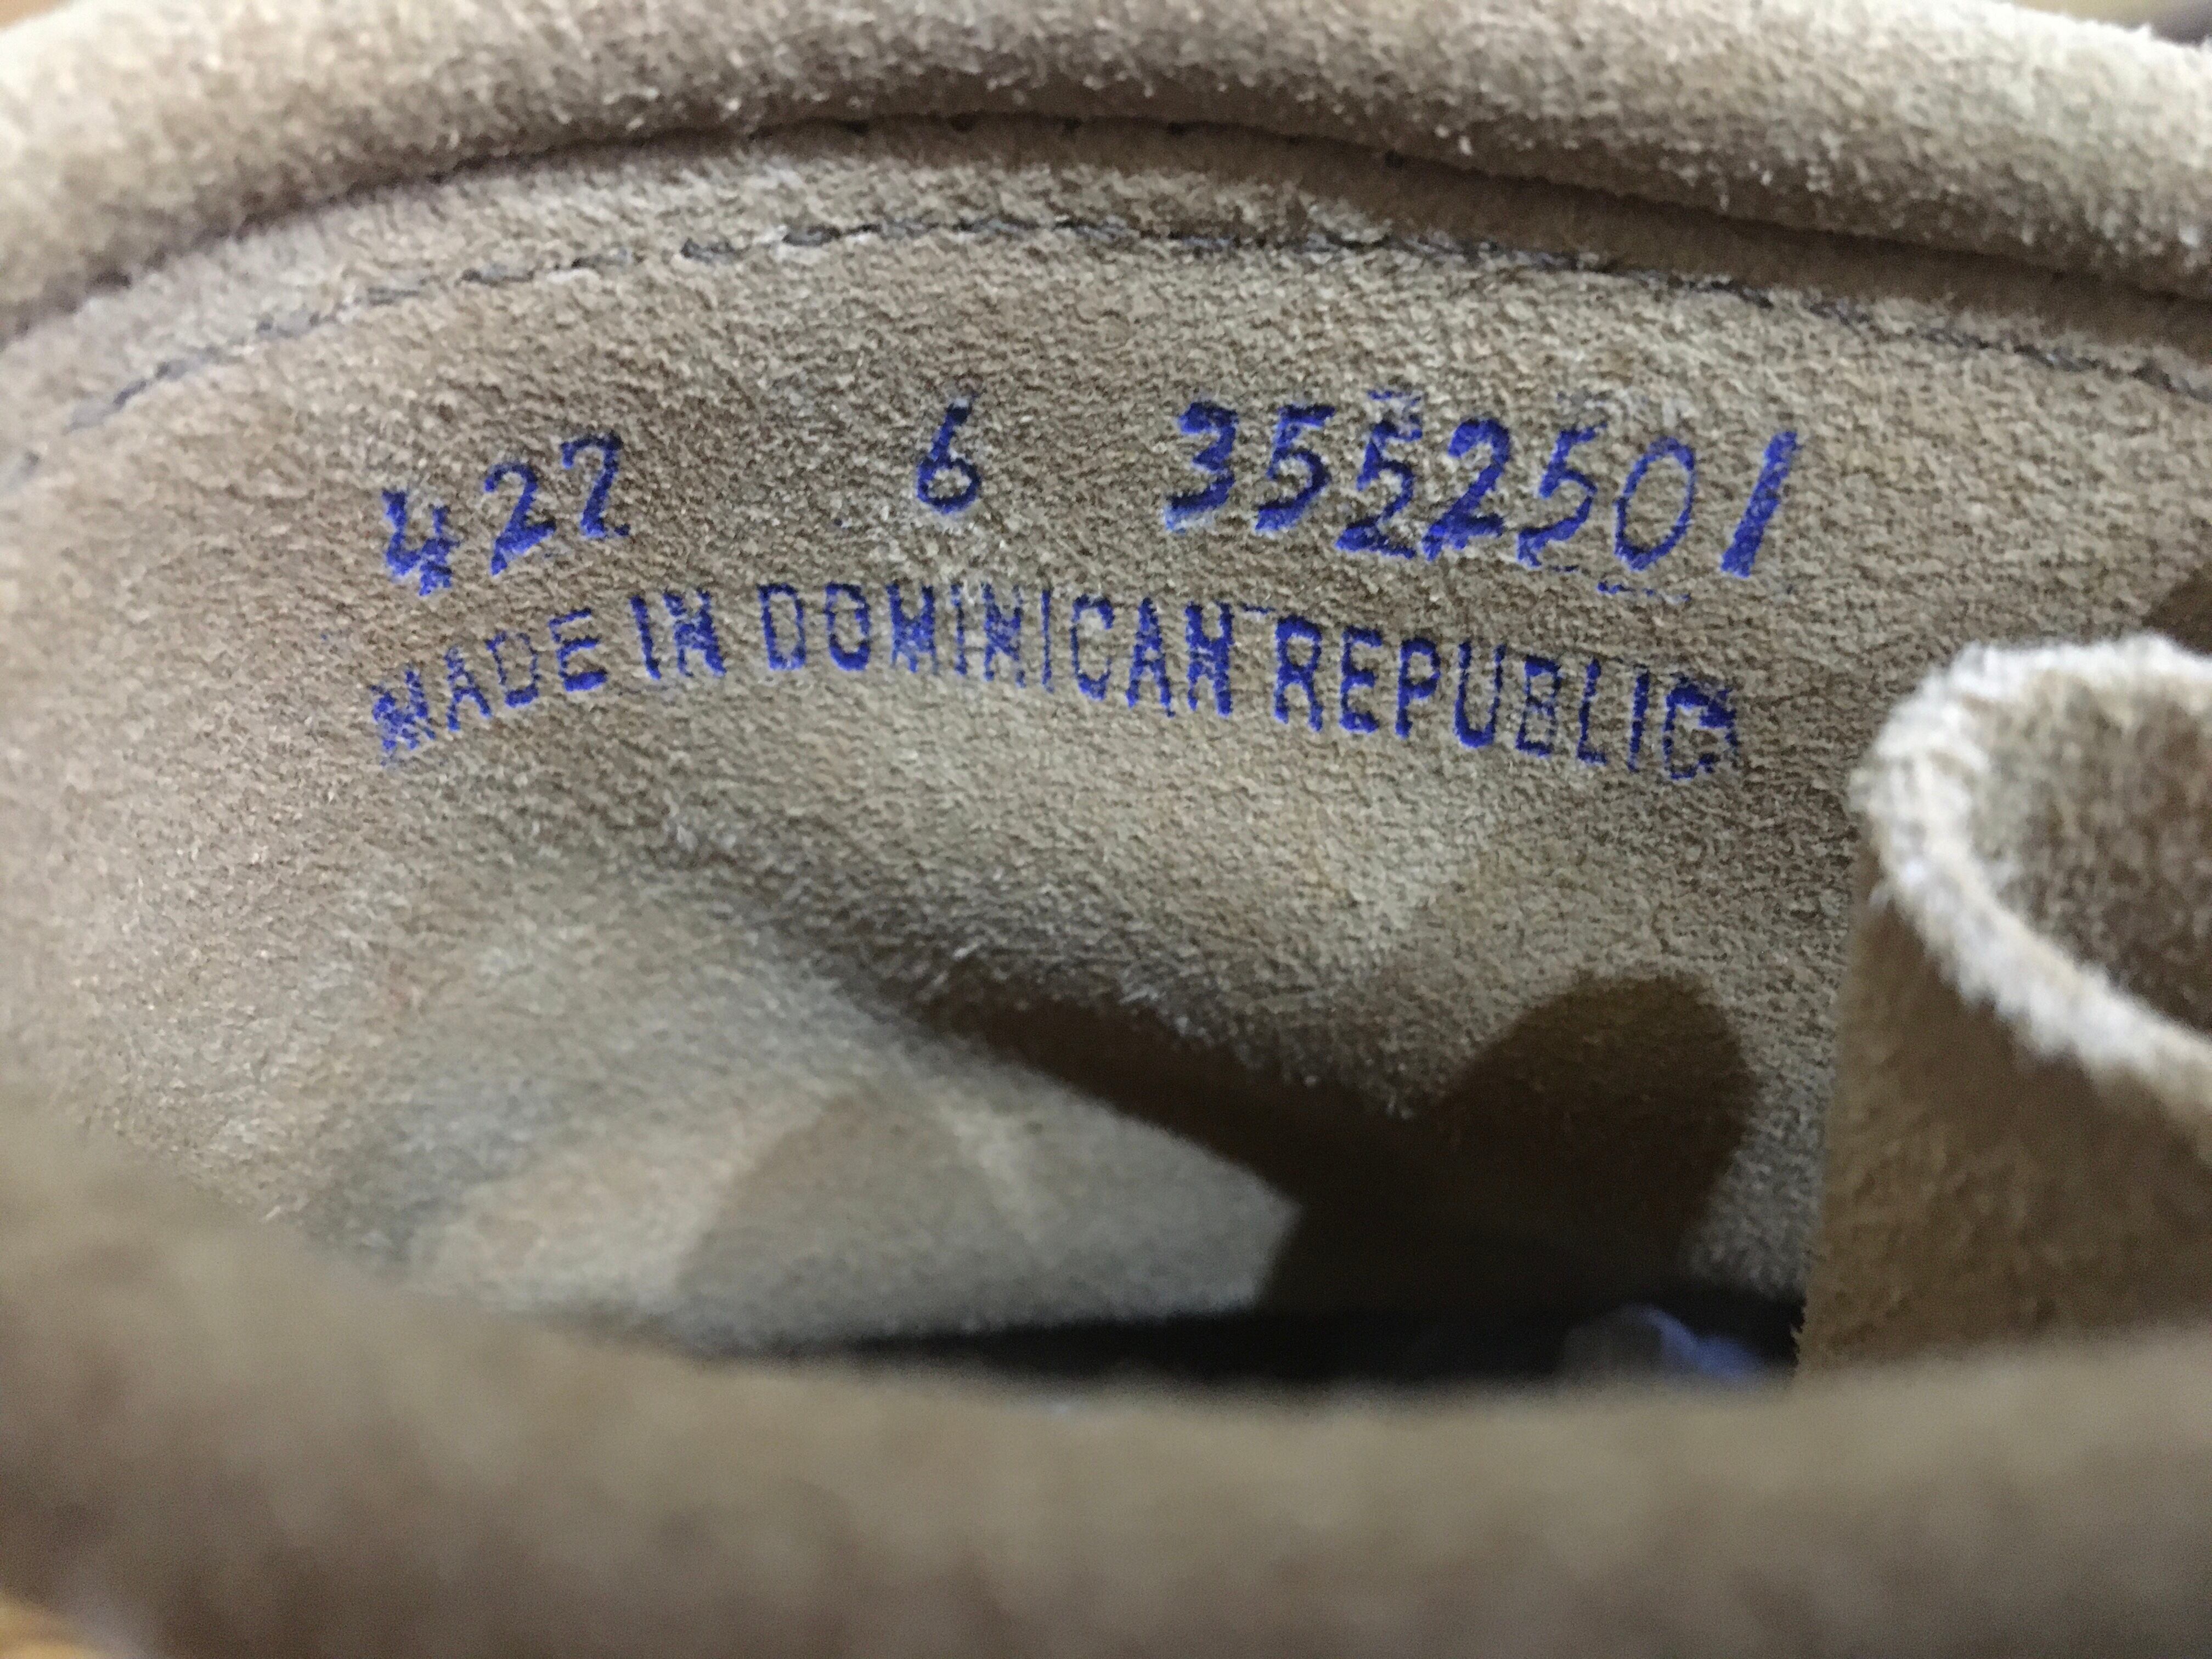 427 6 3552501
MADE IN DOMINICAN REPUBLIC